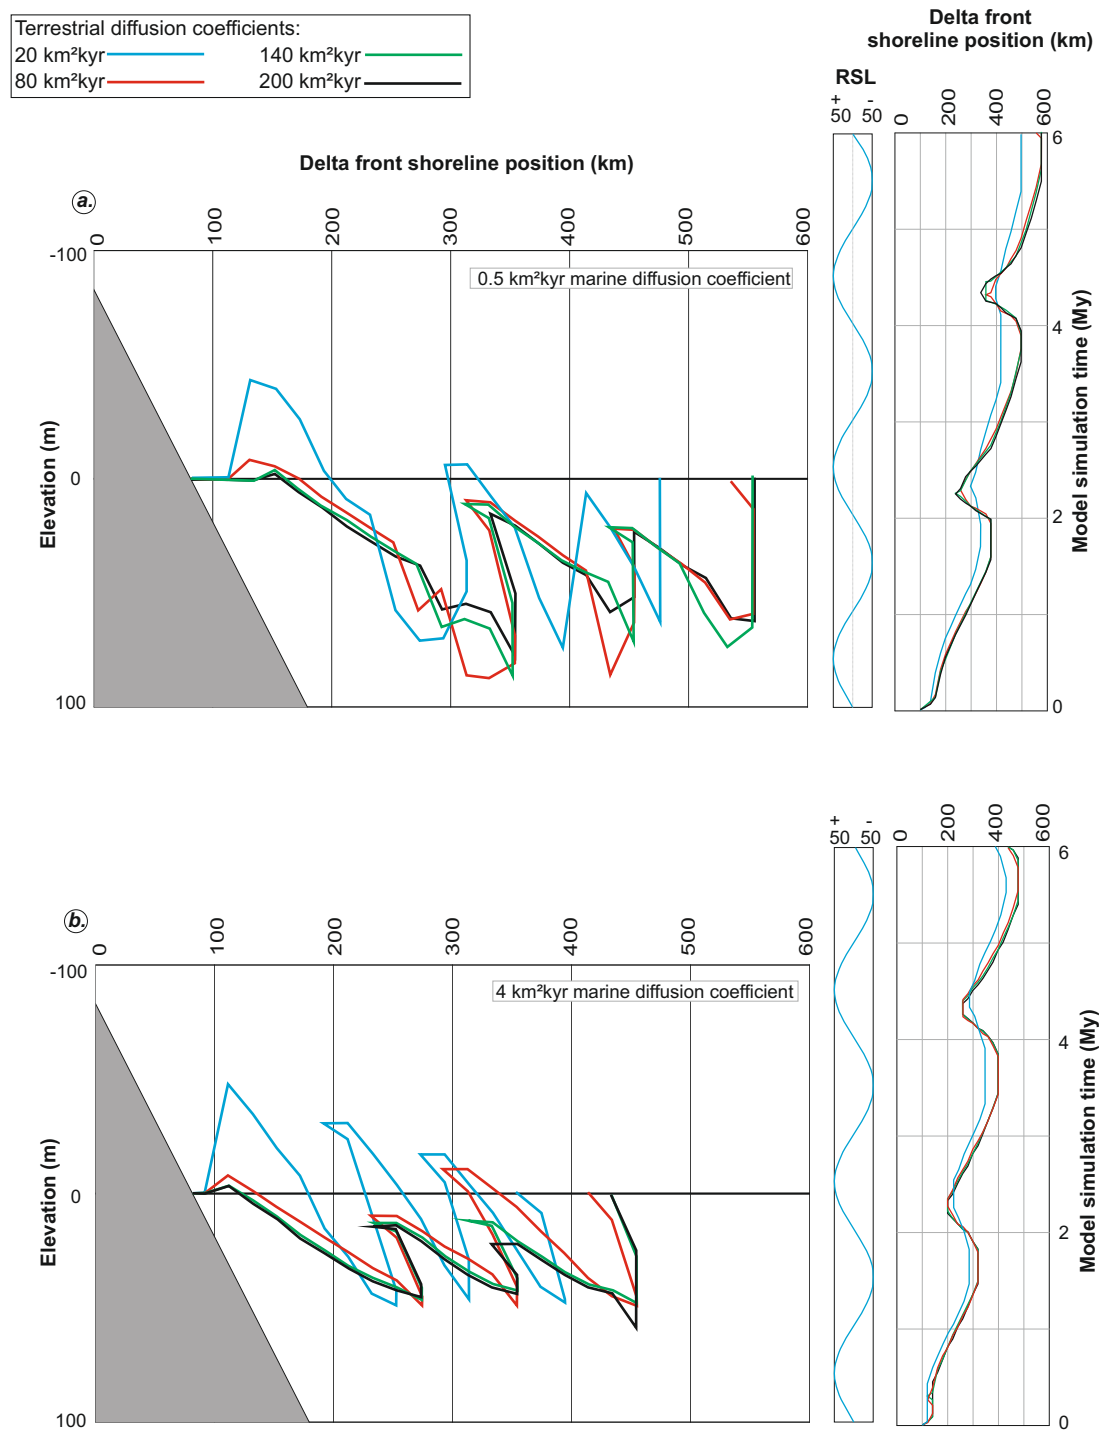 Terrestrial diffusion coefficients:
20 km²kyr 140 km²kyr
80 km²kyr 200 km²kyr
Delta front
shoreline position (km)
RSL
+ -
50 50
0 200 400 600
Delta front shoreline position (km)
a.
0 100 200 300 400 500 600
-100
0
100
Elevation (m)
0.5 km²kyr marine diffusion coefficient
6
4
2
0
Model simulation time (My)
+ -
50 50
0 200 400 600
b.
0 100 200 300 400 500 600
-100
0
100
Elevation (m)
4 km²kyr marine diffusion coefficient
6
4
2
0
Model simulation time (My)